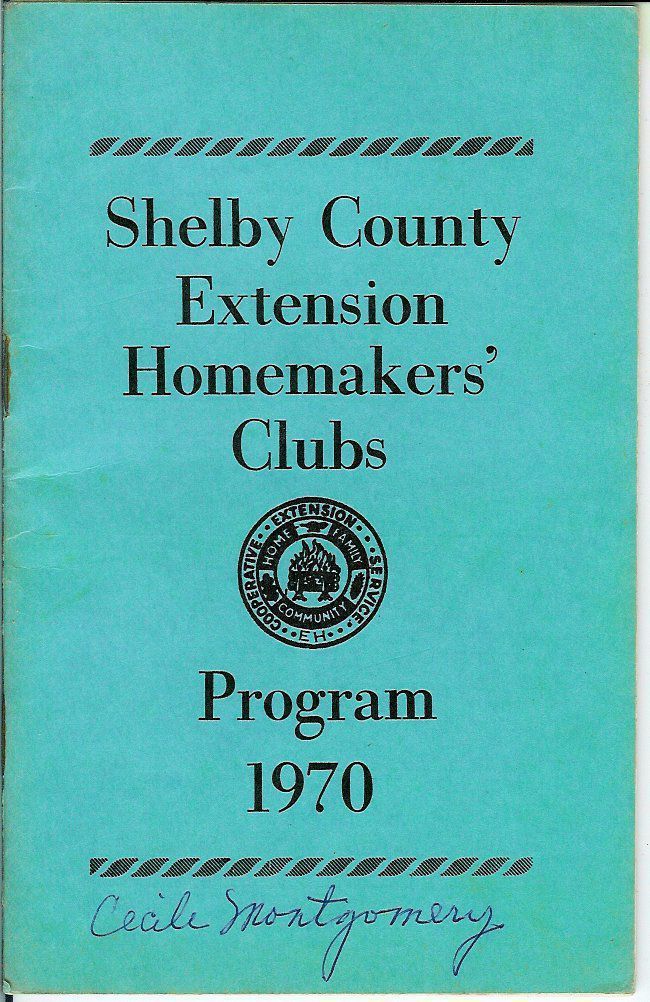 Shelby County
Extension
Homemakers’
Clubs
COOPERATIVE · EXTENSION · SERVICE
HOME FAMILY
COMMUNITY
EH
Program
1970
Cecile Montgomery